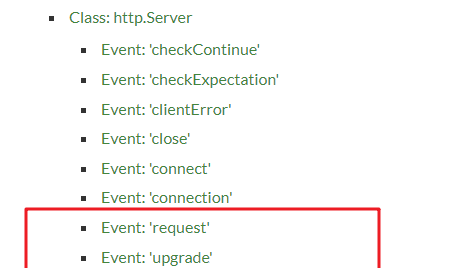 Class: http.Server
Event: 'checkContinue'
Event: 'checkExpectation'
Event: 'clientError'
Event: 'close'
Event: 'connect'
Event: 'connection'
Event: 'request'
Event: 'upgrade'